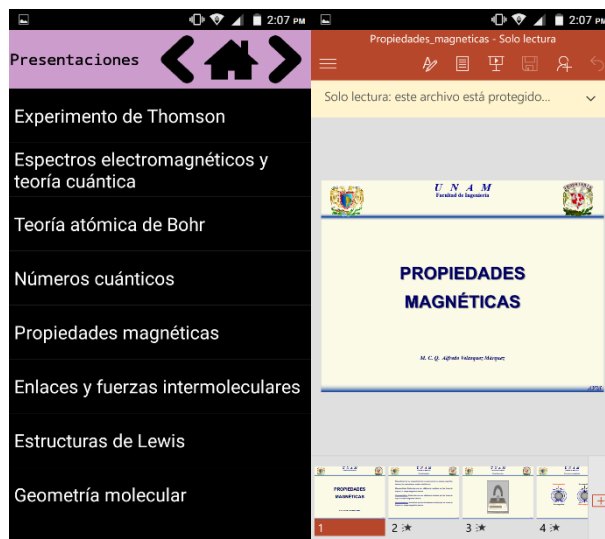 2:07 PM
Presentaciones
Experimento de Thomson
Espectros electromagnéticos y
teoría cuántica
Teoría atómica de Bohr
Números cuánticos
Propiedades magnéticas
Enlaces y fuerzas intermoleculares
Estructuras de Lewis
Geometría molecular
2:07 PM
Propiedades_magneticas - Solo lectura
Solo lectura: este archivo está protegido...
U N A M
Facultad de Ingeniería
PROPIEDADES
MAGNÉTICAS
M. C. Q. Alfredo Velásquez Márquez
PROPIEDADES
MAGNÉTICAS
1
2
3
4